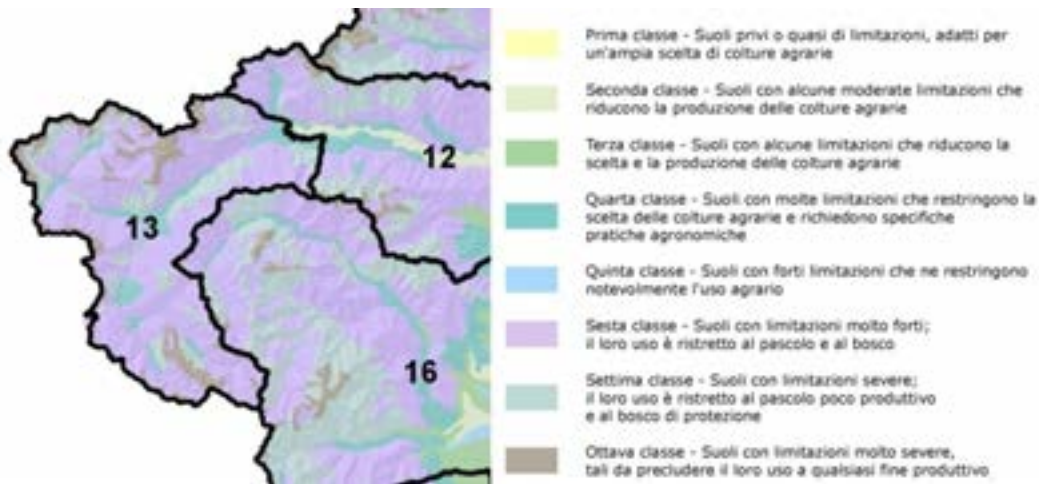 12
13
16
Prima classe - Suoli privi o quasi di limitazioni, adatti per
un'ampia scelta di colture agrarie
Seconda classe - Suoli con alcune moderate limitazioni che
riducono la produzione delle colture agrarie
Terza classe - Suoli con alcune limitazioni che riducono la
scelta e la produzione delle colture agrarie
Quarta classe - Suoli con molte limitazioni che restringono la
scelta delle colture agrarie e richiedono specifiche
pratiche agronomiche
Quinta classe - Suoli con forti limitazioni che ne restringono
notevolmente l'uso agrario
Sesta classe - Suoli con limitazioni molto forti;
il loro uso è ristretto al pascolo e al bosco
Settima classe - Suoli con limitazioni severe;
il loro uso è ristretto al pascolo poco produttivo
e al bosco di protezione
Ottava classe - Suoli con limitazioni molto severe,
tali da precludere il loro uso a qualsiasi fine produttivo